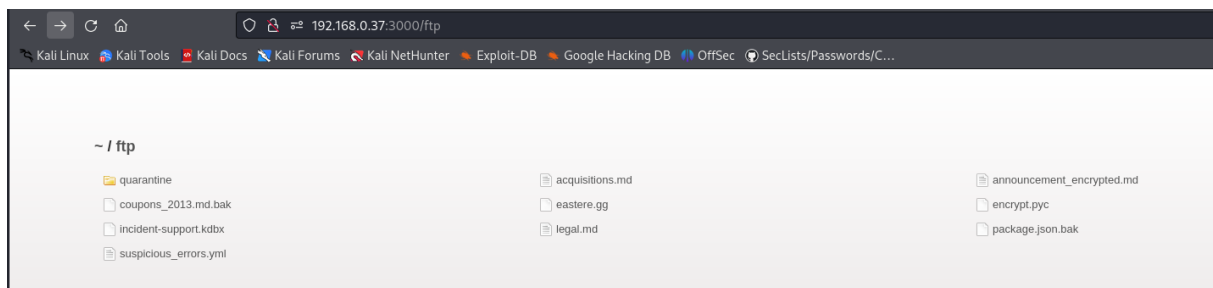 192.168.0.37:3000/ftp
Kali Linux Kali Tools Kali Docs Kali Forums Kali NetHunter Exploit-DB Google Hacking DB OffSec SecLists/Passwords/C...
~ / ftp
quarantine acquisitions.md announcement_encrypted.md
coupons_2013.md.bak eastere.gg encrypt.pyc
incident-support.kdbx legal.md package.json.bak
suspicious_errors.yml